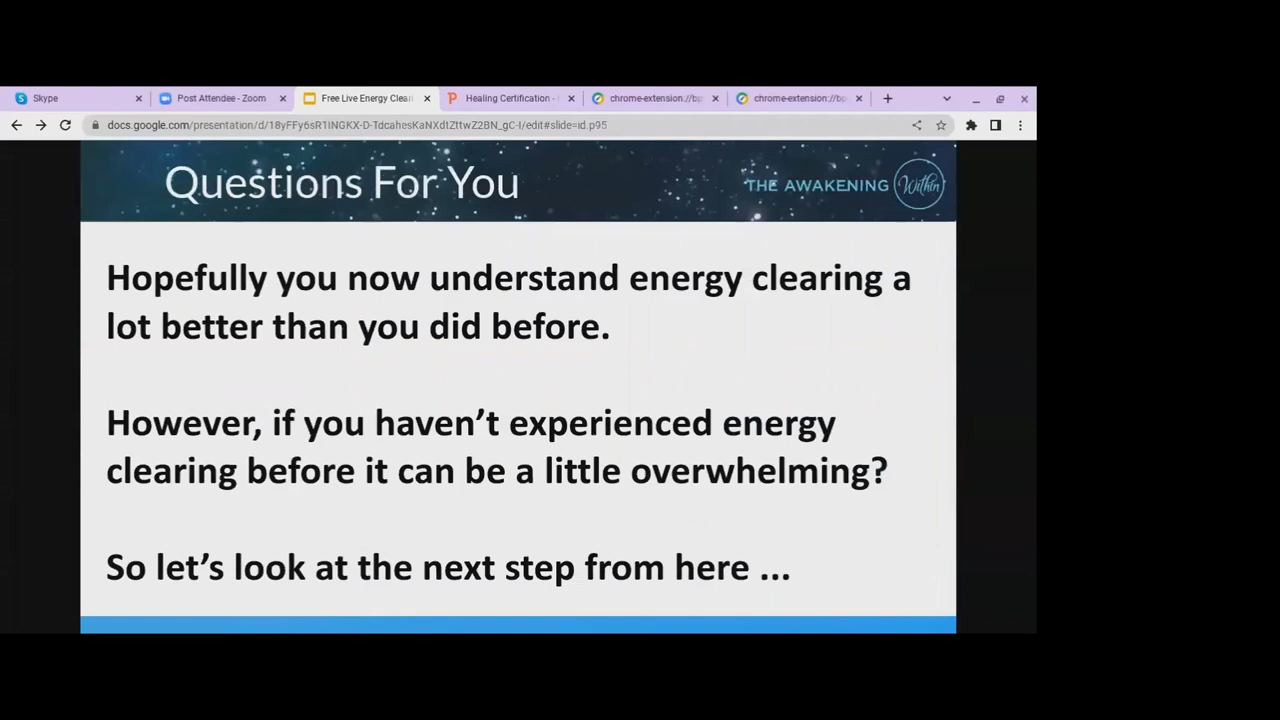 Skype
Post Attendee - Zoom
Free Live Energy Clear
Healing Certification -
chrome-extension://bp
chrome-extension://bp
docs.google.com/presentation/d/18yFFy6sR1INGKX-D-TdcahesKaNXd1ZttwZ2BN_gC-I/edit#slide=id.p95
Questions For You
THE AWAKENING Within
Hopefully you now understand energy clearing a
lot better than you did before.
However, if you haven't experienced energy
clearing before it can be a little overwhelming?
So let's look at the next step from here ...